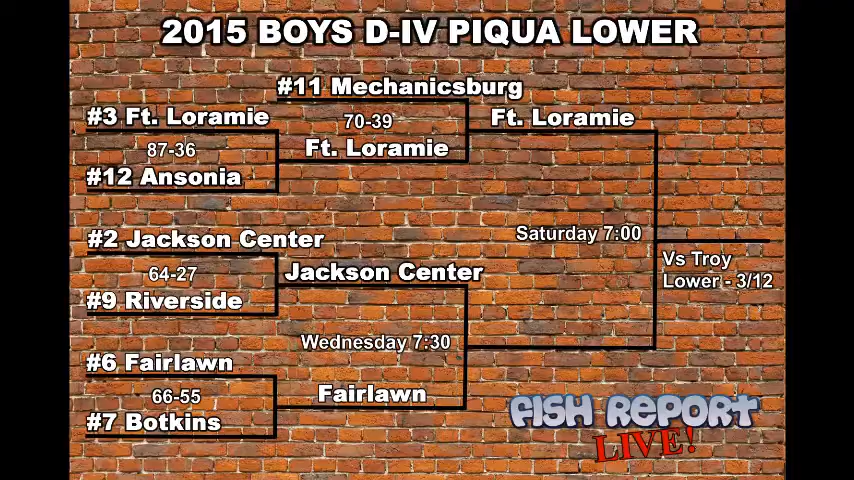 2015 BOYS D-IV PIQUA LOWER
#11 Mechanicsburg
#3 Ft. Loramie
70-39
Ft. Loramie
87-36
Ft. Loramie
#12 Ansonia
#2 Jackson Center
Saturday 7:00
64-27
Jackson Center
Vs Troy
Lower - 3/12
#9 Riverside
Wednesday 7:30
#6 Fairlawn
66-55
Fairlawn
#7 Botkins
FISH REPORT
LIVE!